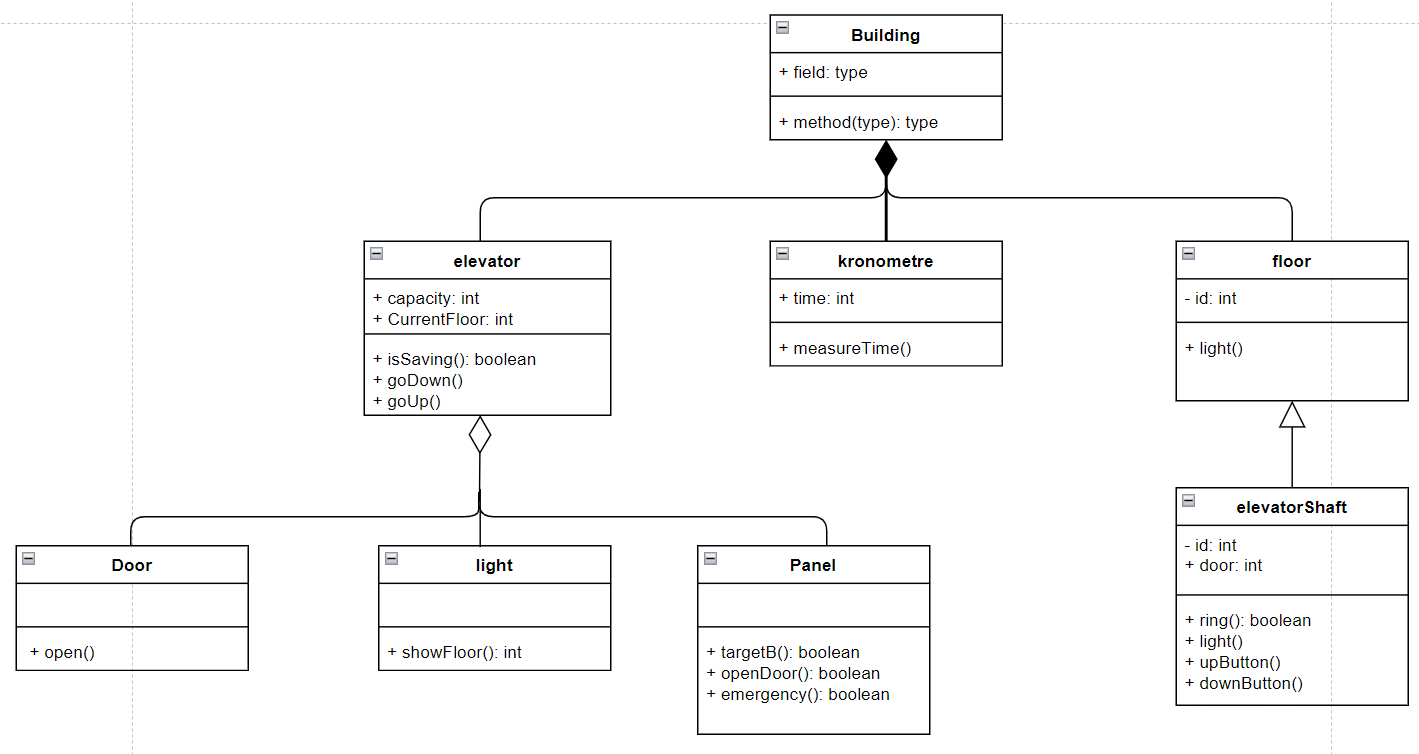 Building
+ field: type
+ method(type): type
elevator
+ capacity: int
+ CurrentFloor: int
+ isSaving(): boolean
+ goDown()
+ goUp()
kronometre
+ time: int
+ measureTime()
floor
- id: int
+ light()
Door
+ open()
light
+ showFloor(): int
Panel
+ targetB(): boolean
+ openDoor(): boolean
+ emergency(): boolean
elevatorShaft
- id: int
+ door: int
+ ring(): boolean
+ light()
+ upButton()
+ downButton()